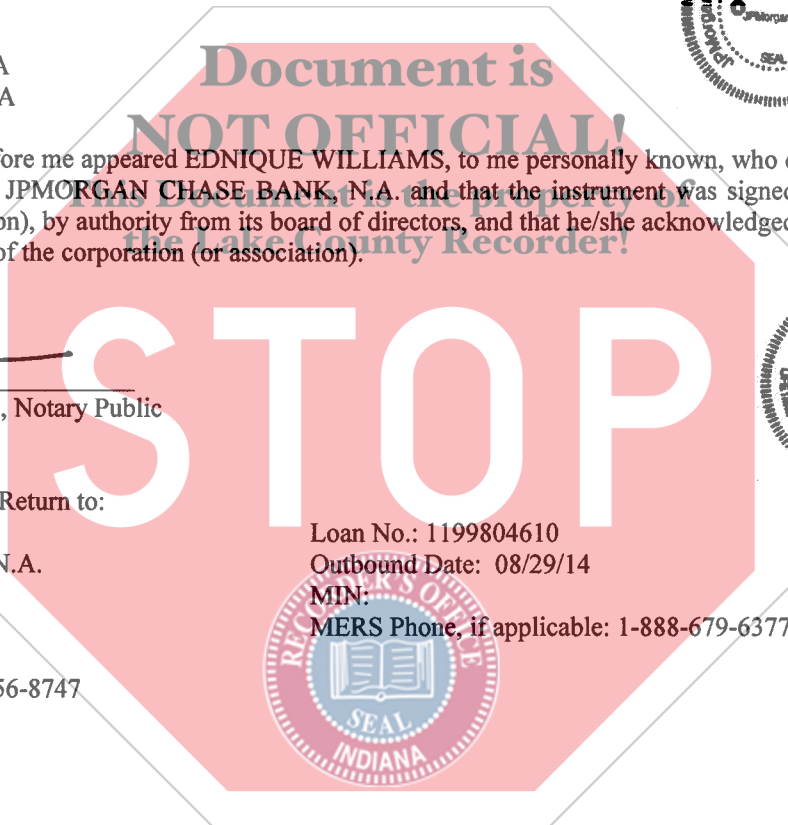 JPMorgan
SEAL
A
A
Document is
NOT OFFICIAL!
This Document is the property of
the Lake County Recorder!
fore me appeared EDNIQUE WILLIAMS, to me personally known, who
JPMORGAN CHASE BANK, N.A. and that the instrument was signed
on), by authority from its board of directors, and that he/she acknowledged
of the corporation (or association).
STOP
, Notary Public
Return to:
Loan No.: 1199804610
N.A.
Outbound Date: 08/29/14
MIN:
MERS Phone, if applicable: 1-888-679-6377
56-8747
RECORDER'S OFFICE
SEAL
INDIANA